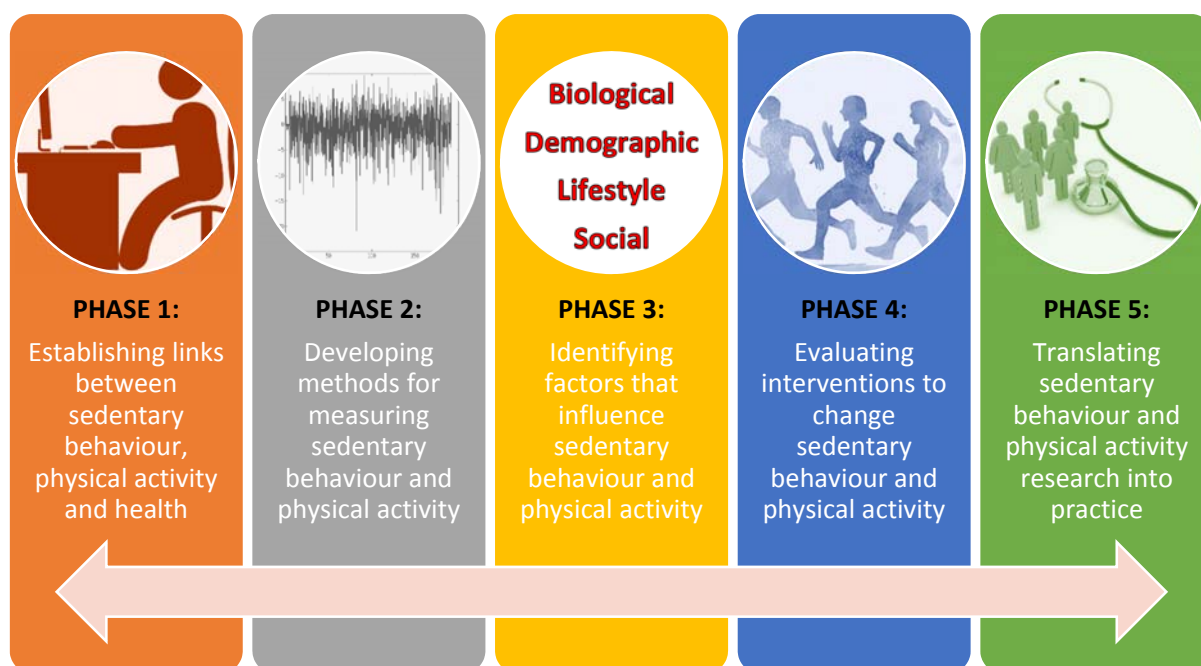 Biological
Demographic
Lifestyle
Social
PHASE 1:
Establishing links
between
sedentary
behaviour,
physical activity
and health
PHASE 2:
Developing
methods for
measuring
sedentary
behaviour and
physical activity
PHASE 3:
Identifying
factors that
influence
sedentary
behaviour and
physical activity
PHASE 4:
Evaluating
interventions to
change
sedentary
behaviour and
physical activity
PHASE 5:
Translating
sedentary
behaviour and
physical activity
research into
practice